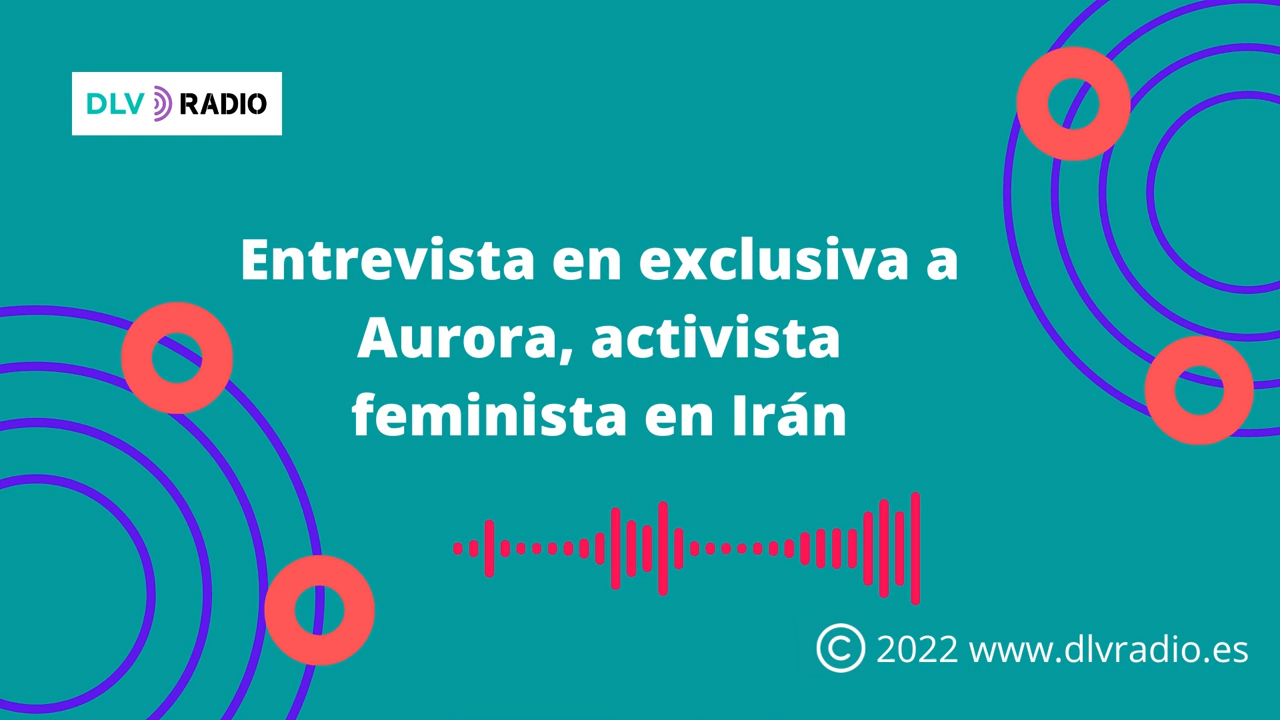 DLV RADIO
Entrevista en exclusiva a
Aurora, activista
feminista en Irán
© 2022 www.dlvradio.es